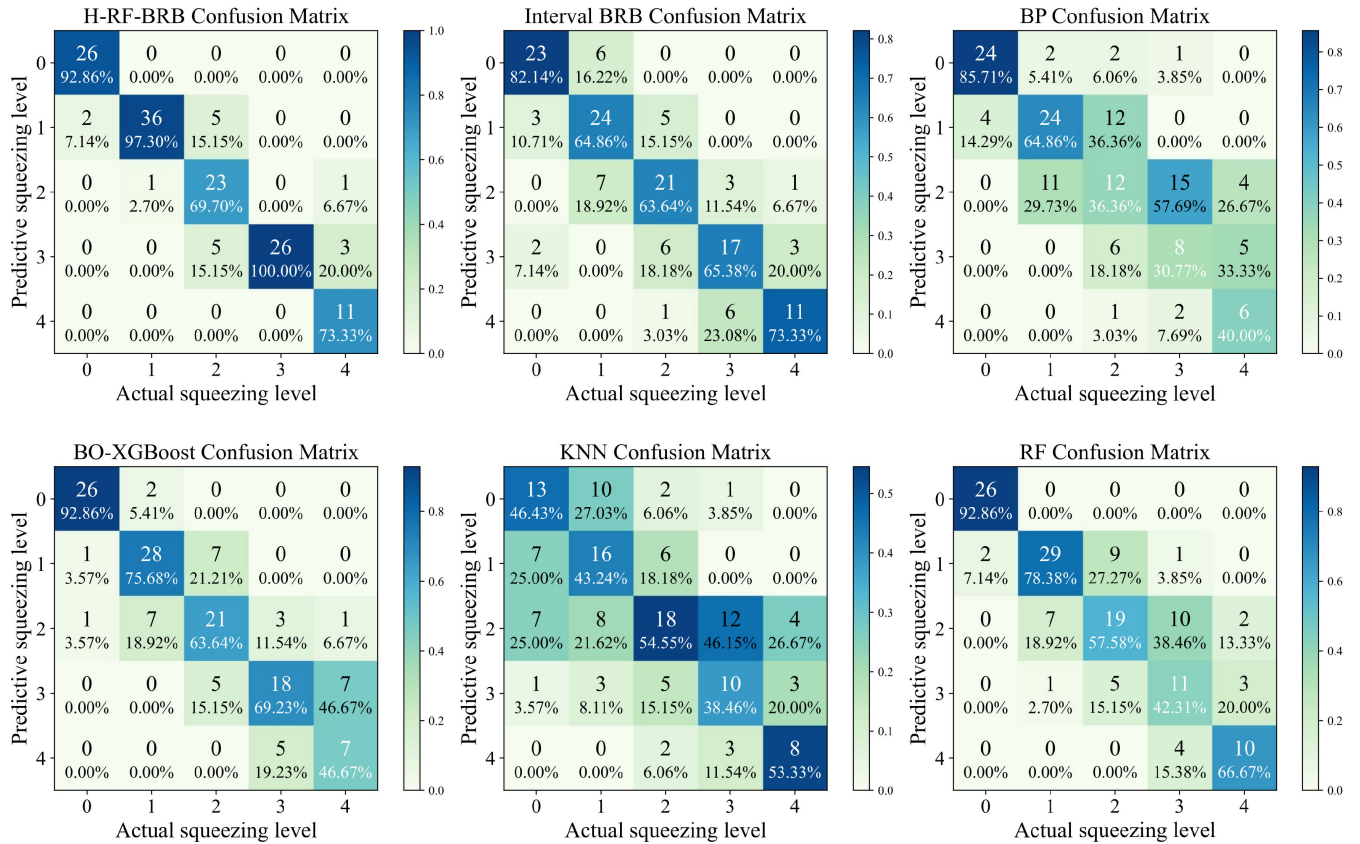 H-RF-BRB Confusion Matrix
Predictive squeezing level
0 26 0 0 0 0
92.86% 0.00% 0.00% 0.00% 0.00%
1 2 36 5 0 0
7.14% 97.30% 15.15% 0.00% 0.00%
2 0 1 23 0 1
0.00% 2.70% 69.70% 0.00% 6.67%
3 0 0 5 26 3
0.00% 0.00% 15.15% 100.00% 20.00%
4 0 0 0 0 11
0.00% 0.00% 0.00% 0.00% 73.33%
0 1 2 3 4
Actual squeezing level
1.0
0.8
0.6
0.4
0.2
0.0
Interval BRB Confusion Matrix
Predictive squeezing level
0 23 6 0 0 0
82.14% 16.22% 0.00% 0.00% 0.00%
1 3 24 5 0 0
10.71% 64.86% 15.15% 0.00% 0.00%
2 0 7 21 3 1
0.00% 18.92% 63.64% 11.54% 6.67%
3 2 0 6 17 3
7.14% 0.00% 18.18% 65.38% 20.00%
4 0 0 1 6 11
0.00% 0.00% 3.03% 23.08% 73.33%
0 1 2 3 4
Actual squeezing level
0.8
0.7
0.6
0.5
0.4
0.3
0.2
0.1
0.0
BP Confusion Matrix
Predictive squeezing level
0 24 2 2 1 0
85.71% 5.41% 6.06% 3.85% 0.00%
1 4 24 12 0 0
14.29% 64.86% 36.36% 0.00% 0.00%
2 0 11 12 15 4
0.00% 29.73% 36.36% 57.69% 26.67%
3 0 0 6 8 5
0.00% 0.00% 18.18% 30.77% 33.33%
4 0 0 1 2 6
0.00% 0.00% 3.03% 7.69% 40.00%
0 1 2 3 4
Actual squeezing level
0.8
0.7
0.6
0.5
0.4
0.3
0.2
0.1
0.0
BO-XGBoost Confusion Matrix
Predictive squeezing level
0 26 2 0 0 0
92.86% 5.41% 0.00% 0.00% 0.00%
1 1 28 7 0 0
3.57% 75.68% 21.21% 0.00% 0.00%
2 1 7 21 3 1
3.57% 18.92% 63.64% 11.54% 6.67%
3 0 0 5 18 7
0.00% 0.00% 15.15% 69.23% 46.67%
4 0 0 0 5 7
0.00% 0.00% 0.00% 19.23% 46.67%
0 1 2 3 4
Actual squeezing level
0.8
0.6
0.4
0.2
0.0
KNN Confusion Matrix
Predictive squeezing level
0 13 10 2 1 0
46.43% 27.03% 6.06% 3.85% 0.00%
1 7 16 6 0 0
25.00% 43.24% 18.18% 0.00% 0.00%
2 7 8 18 12 4
25.00% 21.62% 54.55% 46.15% 26.67%
3 1 3 5 10 3
3.57% 8.11% 15.15% 38.46% 20.00%
4 0 0 2 3 8
0.00% 0.00% 6.06% 11.54% 53.33%
0 1 2 3 4
Actual squeezing level
0.5
0.4
0.3
0.2
0.1
0.0
RF Confusion Matrix
Predictive squeezing level
0 26 0 0 0 0
92.86% 0.00% 0.00% 0.00% 0.00%
1 2 29 9 1 0
7.14% 78.38% 27.27% 3.85% 0.00%
2 0 7 19 10 2
0.00% 18.92% 57.58% 38.46% 13.33%
3 0 1 5 11 3
0.00% 2.70% 15.15% 42.31% 20.00%
4 0 0 0 4 10
0.00% 0.00% 0.00% 15.38% 66.67%
0 1 2 3 4
Actual squeezing level
0.8
0.6
0.4
0.2
0.0